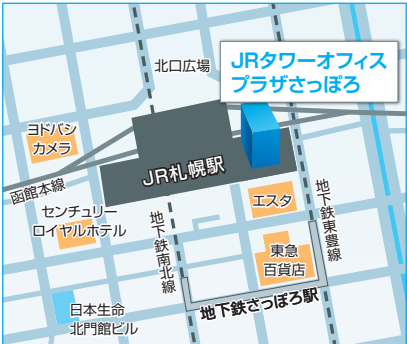 北口広場
JRタワーオフィス
プラザさっぽろ
ヨドバシ
カメラ
JR札幌駅
函館本線
エスタ
センチュリー
ロイヤルホテル
地下鉄南北線
地下鉄東豊線
東急
百貨店
地下鉄さっぽろ駅
日本生命
北門館ビル